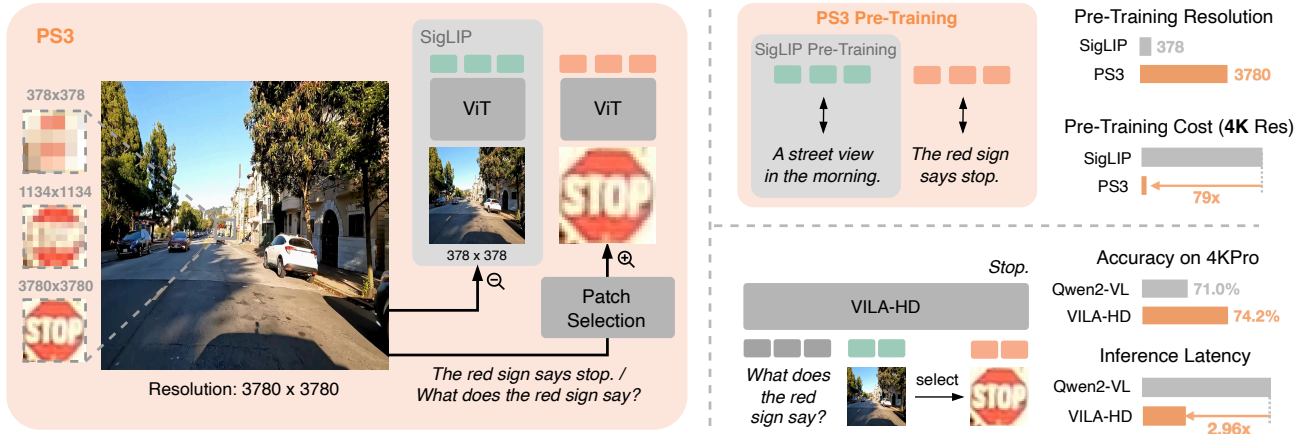 PS3
378x378
1134x1134
3780x3780
STOP
Resolution: 3780 x 3780
SigLIP
ViT
378 x 378
ViT
STOP
Patch
Selection
The red sign says stop. /
What does the red sign say?
PS3 Pre-Training
SigLIP Pre-Training
A street view
in the morning.
The red sign
says stop.
Pre-Training Resolution
SigLIP
378
PS3
3780
Pre-Training Cost (4K Res)
SigLIP
PS3
79x
Stop.
VILA-HD
What does
the red
sign say?
select
STOP
Accuracy on 4KPro
Qwen2-VL
71.0%
VILA-HD
74.2%
Inference Latency
Qwen2-VL
VILA-HD
2.96x